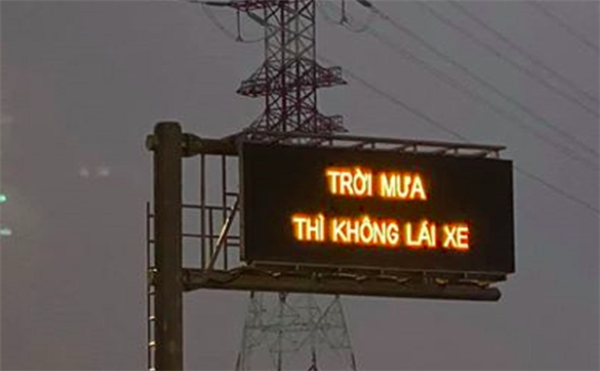 TRỜI MƯA
THÌ KHÔNG LÁI XE